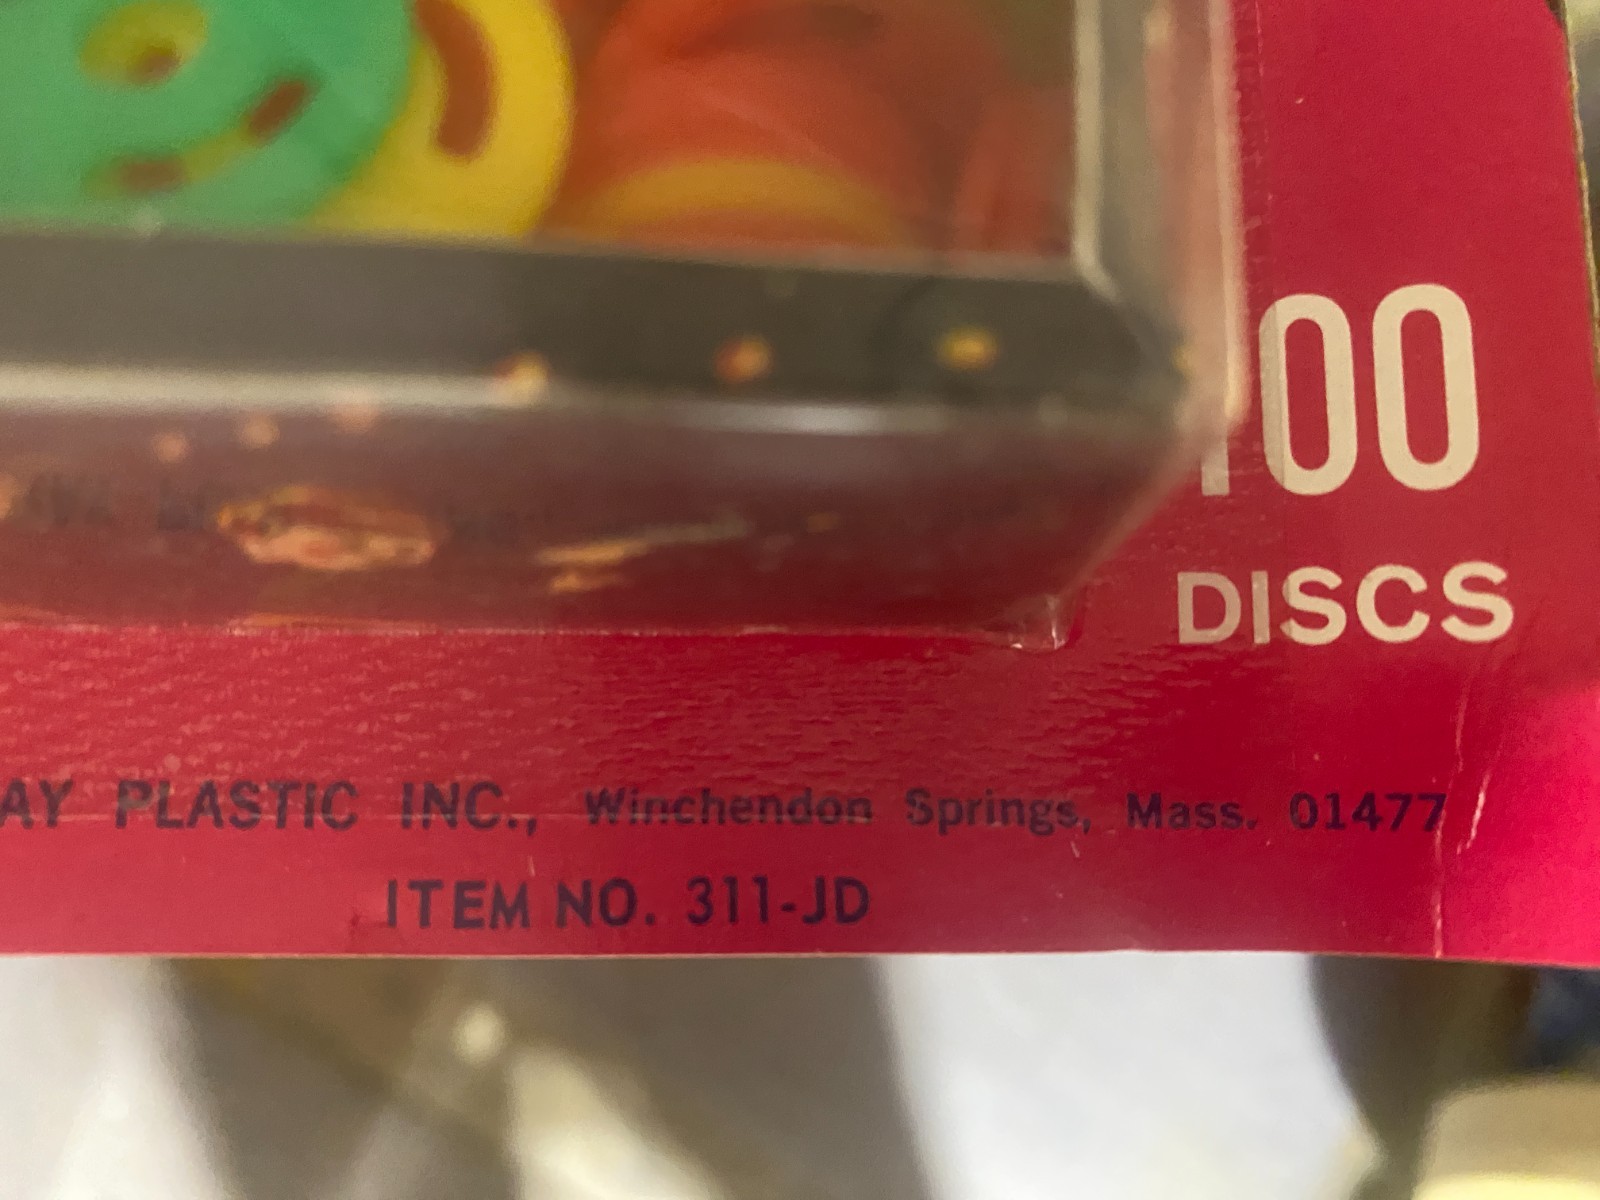 100
DISCS
AY PLASTIC INC., Winchendon Springs, Mass. 01477
ITEM NO. 311-JD